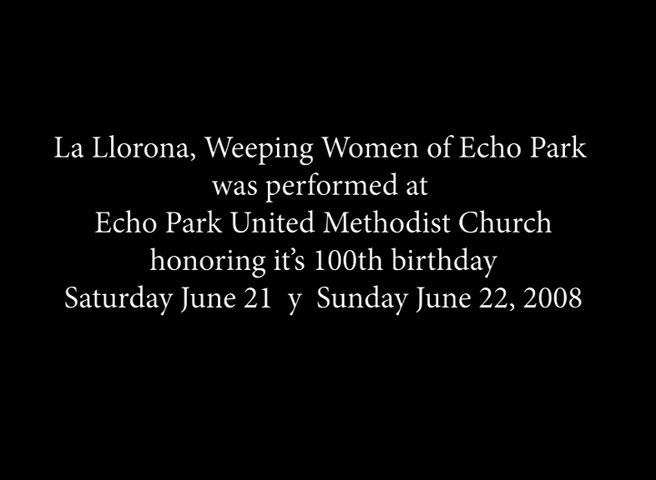 La Llorona, Weeping Women of Echo Park
was performed at
Echo Park United Methodist Church
honoring it’s 100th birthday
Saturday June 21 y Sunday June 22, 2008